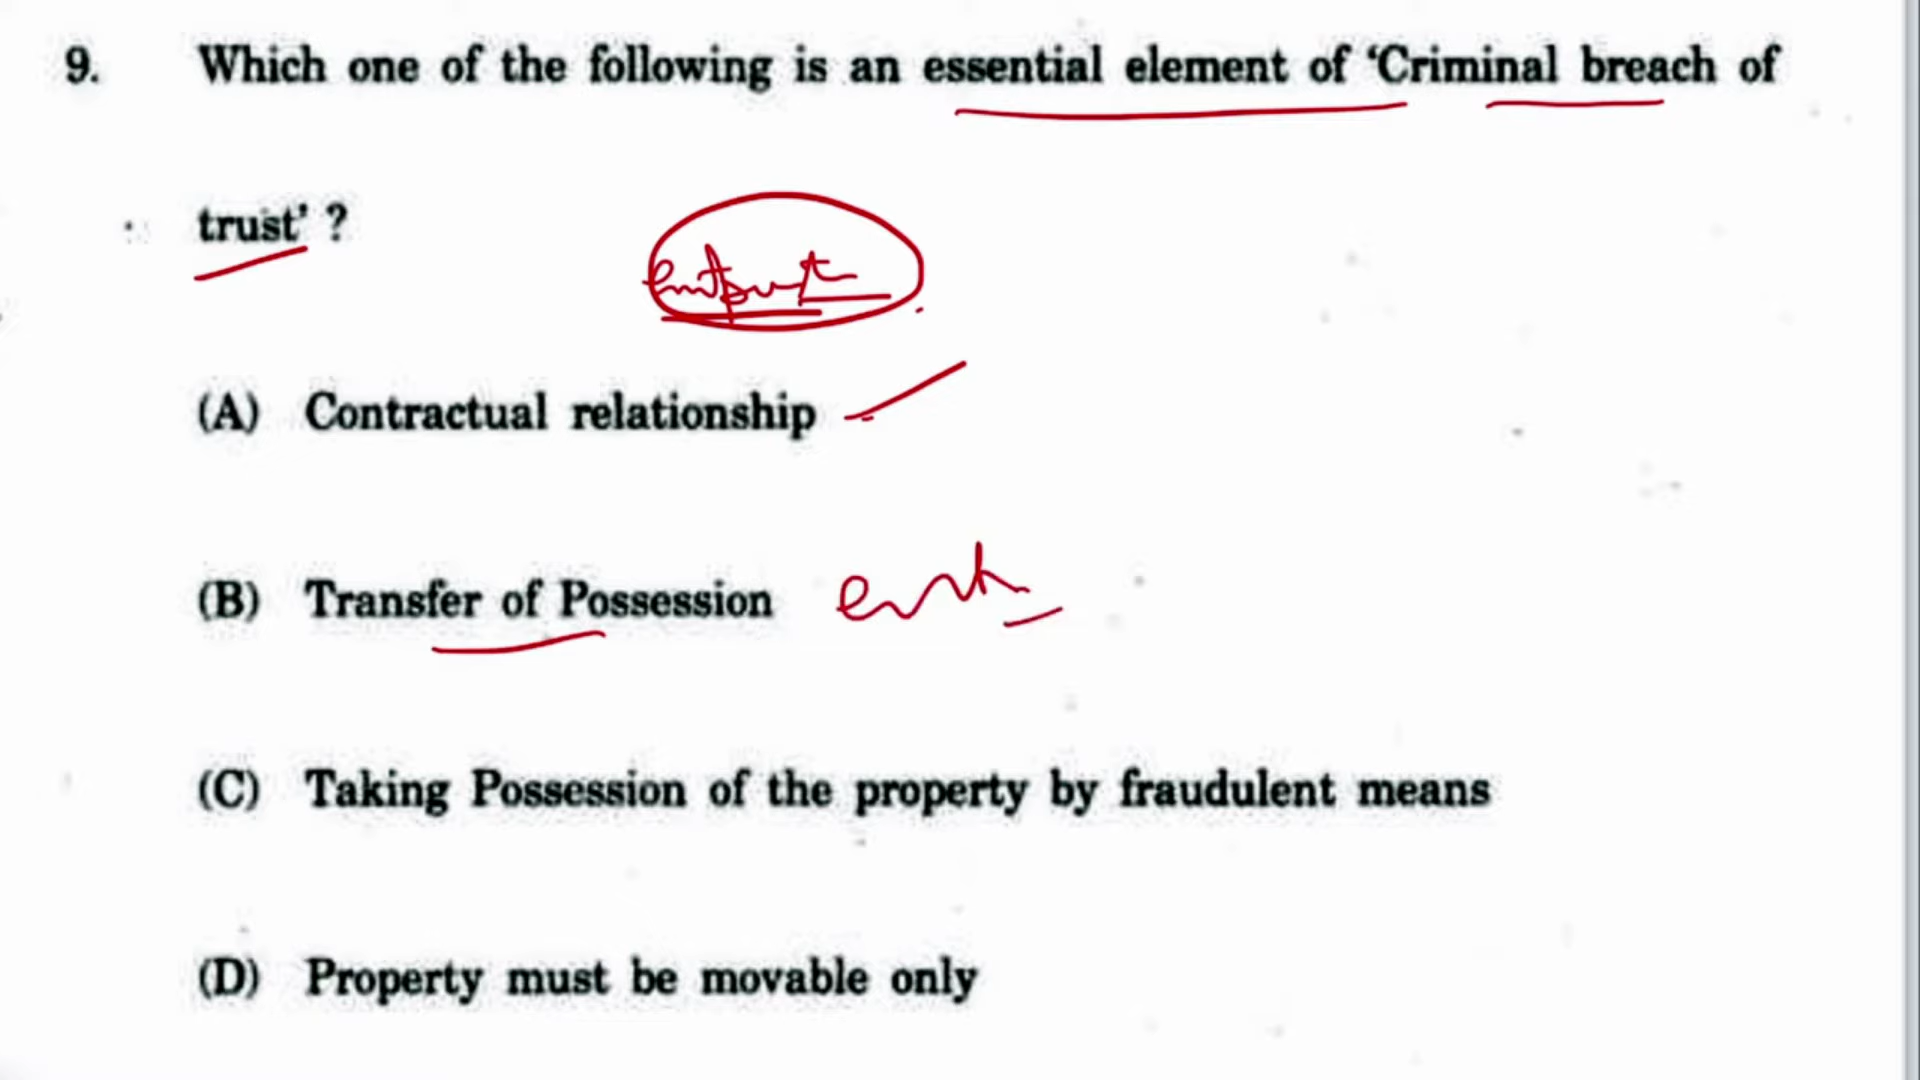 9. Which one of the following is an essential element of ‘Criminal breach of
trust’ ?
entrust
(A) Contractual relationship
(B) Transfer of Possession
(C) Taking Possession of the property by fraudulent means
(D) Property must be movable only